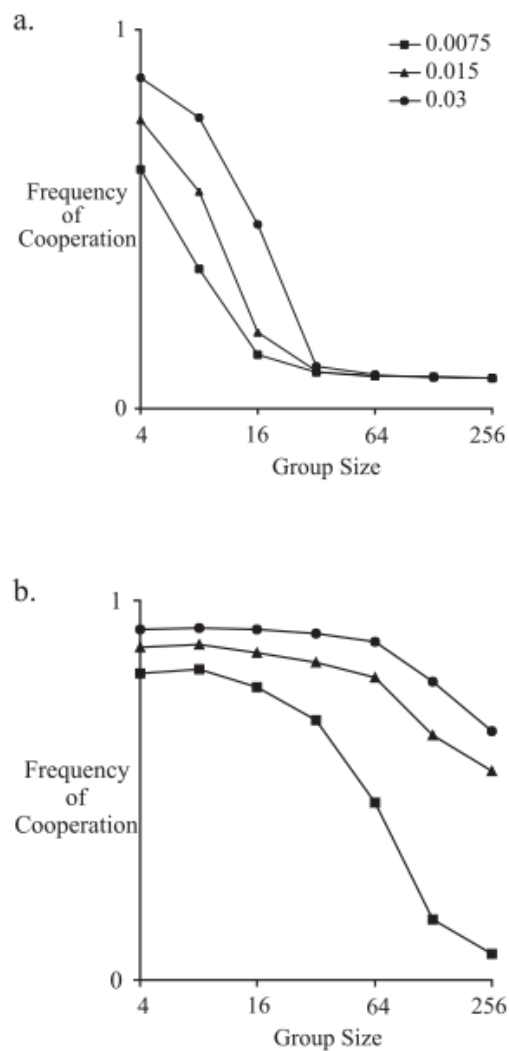 a.
1
0.0075
0.015
0.03
Frequency
of
Cooperation
0
4 16 64 256
Group Size
b.
1
Frequency
of
Cooperation
0
4 16 64 256
Group Size